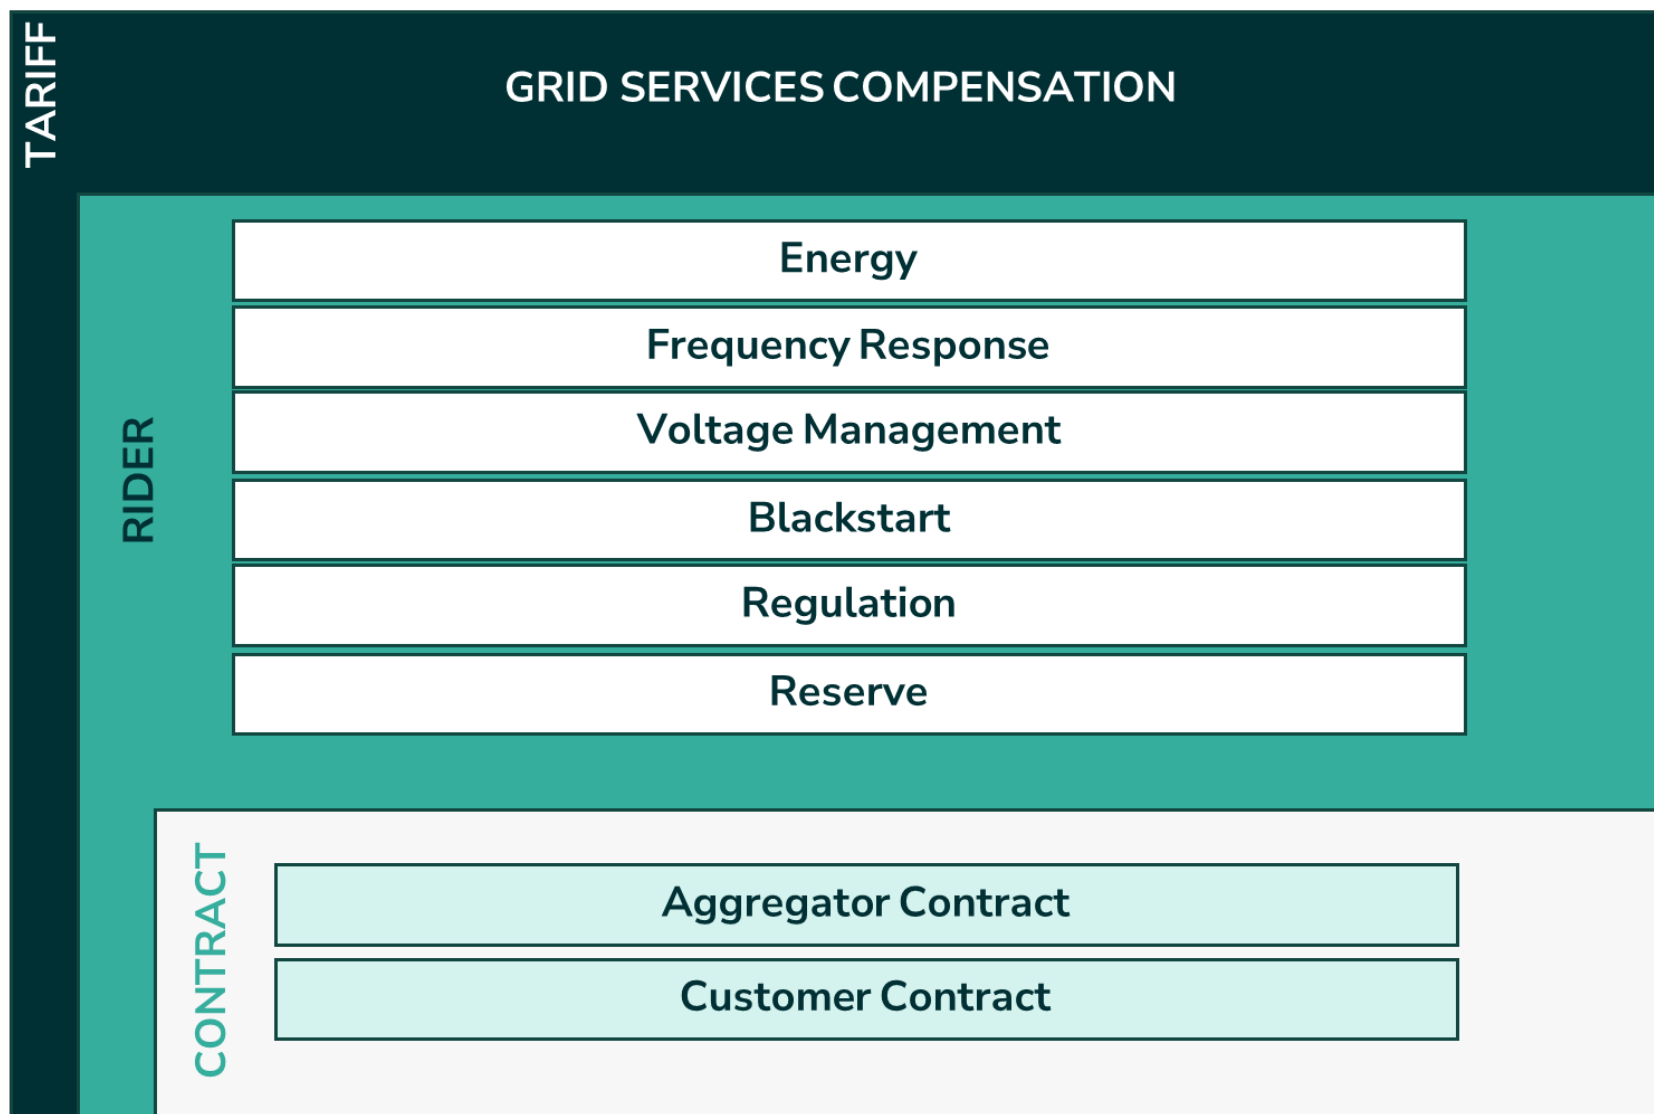 TARIFF
GRID SERVICES COMPENSATION
RIDER
Energy
Frequency Response
Voltage Management
Blackstart
Regulation
Reserve
CONTRACT
Aggregator Contract
Customer Contract